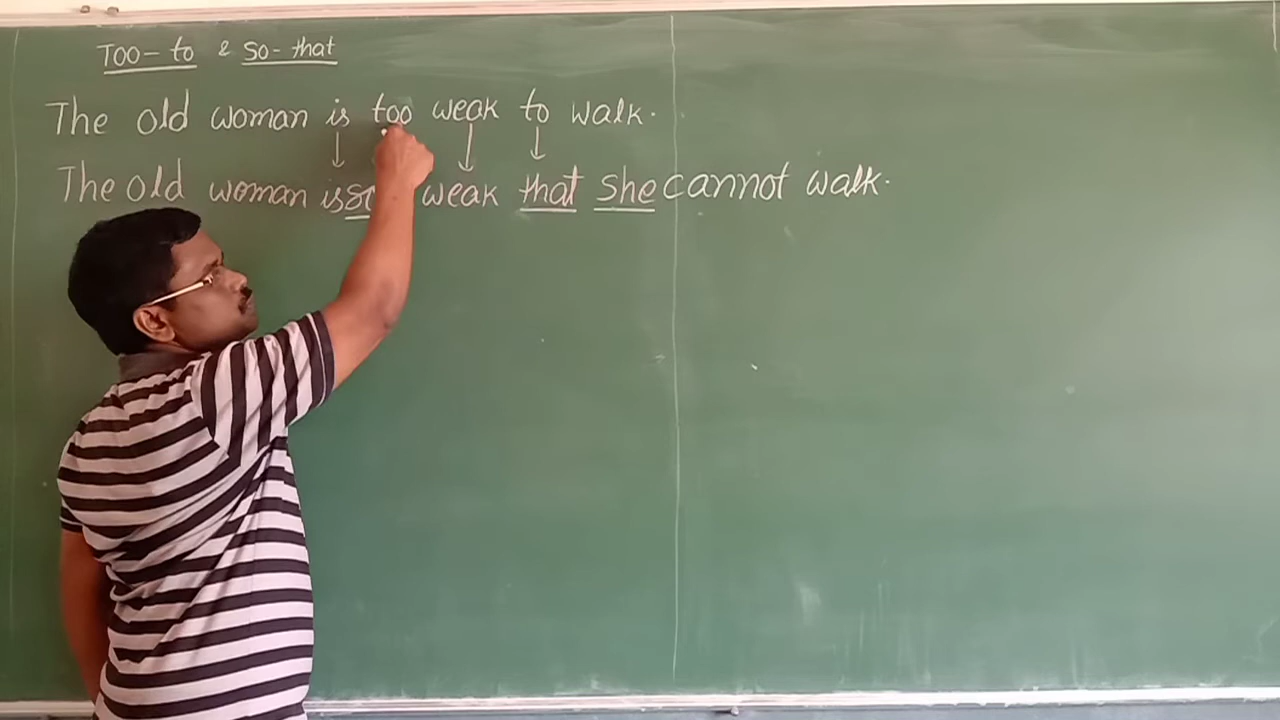 Too - to & So - that
The old woman is too weak to walk.
The old woman is so weak that she cannot walk.